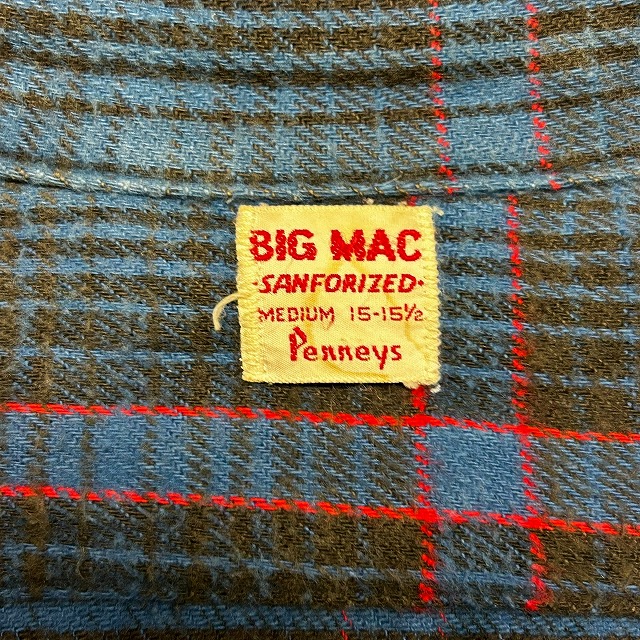 BIG MAC
·SANFORIZED·
MEDIUM 15-15½
Penneys